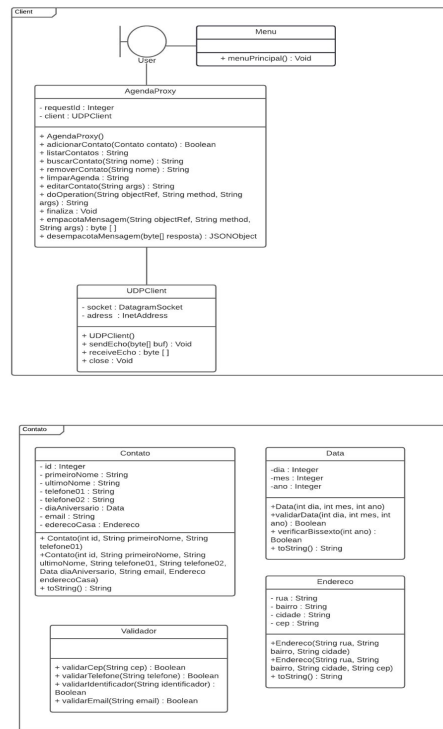 Client
Menu
+ menuPrincipal() : Void
User
AgendaProxy
- requestId : Integer
- client : UDPClient
+ AgendaProxy()
+ adicionarContato(Contato contato) : Boolean
+ listarContatos : String
+ buscarContato(String nome) : String
+ removerContato(String nome) : String
+ limparAgenda : String
+ editarContato(String args) : String
+ doOperation(String objectRef, String method, String
args) : String
+ finaliza : Void
+ empacotaMensagem(String objectRef, String method,
String args) : byte [ ]
+ desempacotaMensagem(byte[] resposta) : JSONObject
UDPClient
- socket : DatagramSocket
- adress : InetAddress
+ UDPClient()
+ sendEcho(byte[] buf) : Void
+ receiveEcho : byte [ ]
+ close : Void
Contato
Contato
- id : Integer
- primeiroNome : String
- ultimoNome : String
- telefone01 : String
- telefone02 : String
- diaAniversario : Data
- email : String
- ederecoCasa : Endereco
+ Contato(int id, String primeiroNome, String
telefone01)
+Contato(int id, String primeiroNome, String
ultimoNome, String telefone01, String telefone02,
Data diaAniversario, String email, Endereco
enderecoCasa)
+ toString() : String
Data
-dia : Integer
-mes : Integer
-ano : Integer
+Data(int dia, int mes, int ano)
+validarData(int dia, int mes, int
ano) : Boolean
+ verificarBissexto(int ano) :
Boolean
+ toString() : String
Endereco
- rua : String
- bairro : String
- cidade : String
- cep : String
+Endereco(String rua, String
bairro, String cidade)
+Endereco(String rua, String
bairro, String cidade, String cep)
+ toString() : String
Validador
+ validarCep(String cep) : Boolean
+ validarTelefone(String telefone) : Boolean
+ validarIdentificador(String identificador) :
Boolean
+ validarEmail(String email) : Boolean